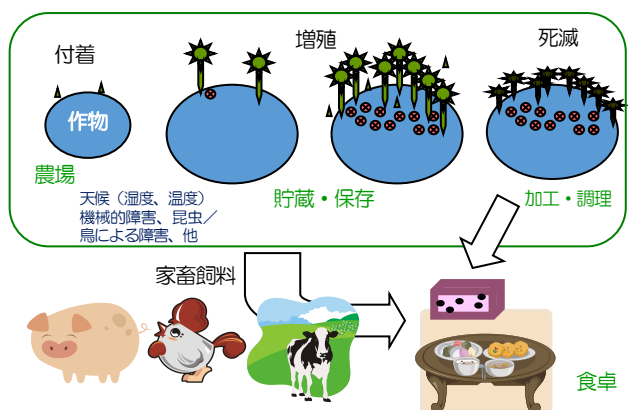 付着
増殖
死滅
作物
農場
天候（湿度、温度）
機械的障害、昆虫／
鳥による障害、他
貯蔵・保存
加工・調理
家畜飼料
食卓